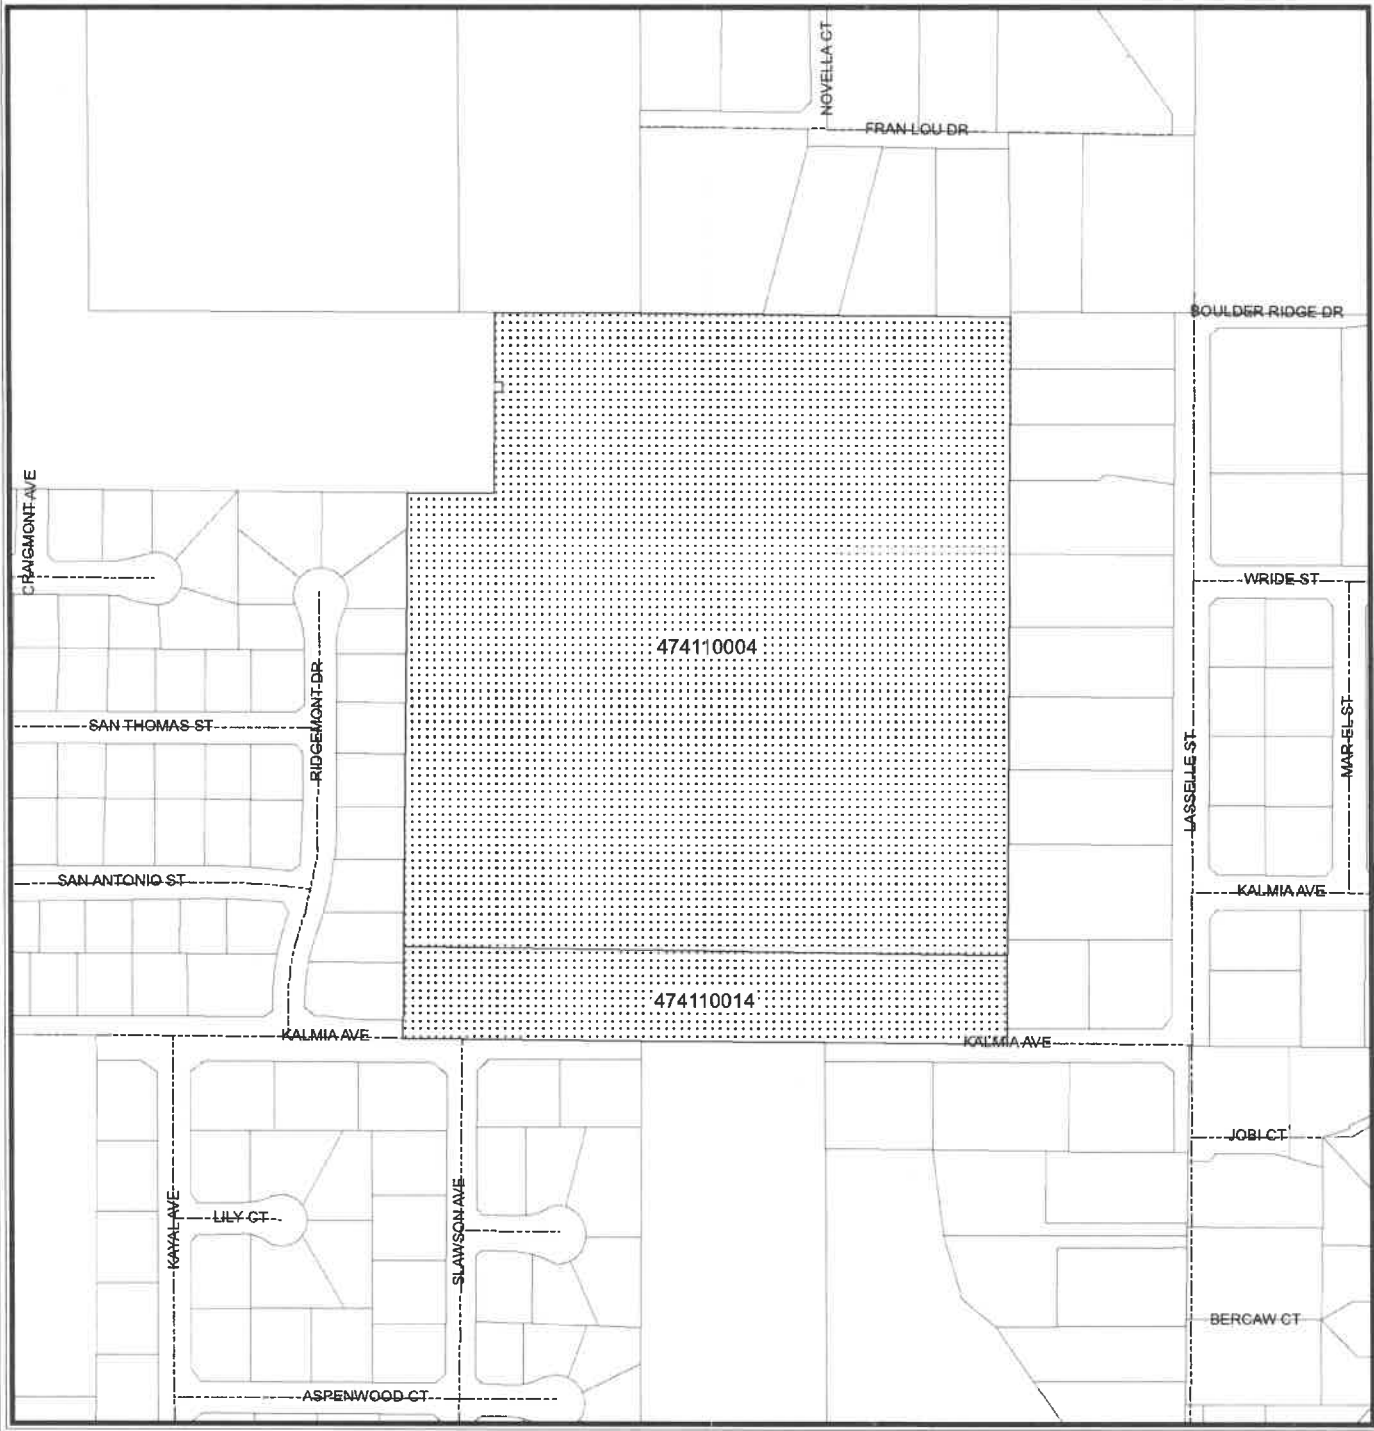 NOVELLA CT
FRAN LOU DR
BOULDER RIDGE DR
CRAIGMONT AVE
WRIDE ST
474110004
RIDGEMONT DR
SAN THOMAS ST
LASSELLE ST
MAR EL ST
SAN ANTONIO ST
KALMIA AVE
474110014
KALMIA AVE
KALMIA AVE
JOBI CT
KAYAL AVE
LILY CT
SLAWSON AVE
BERCAW CT
ASPENWOOD CT